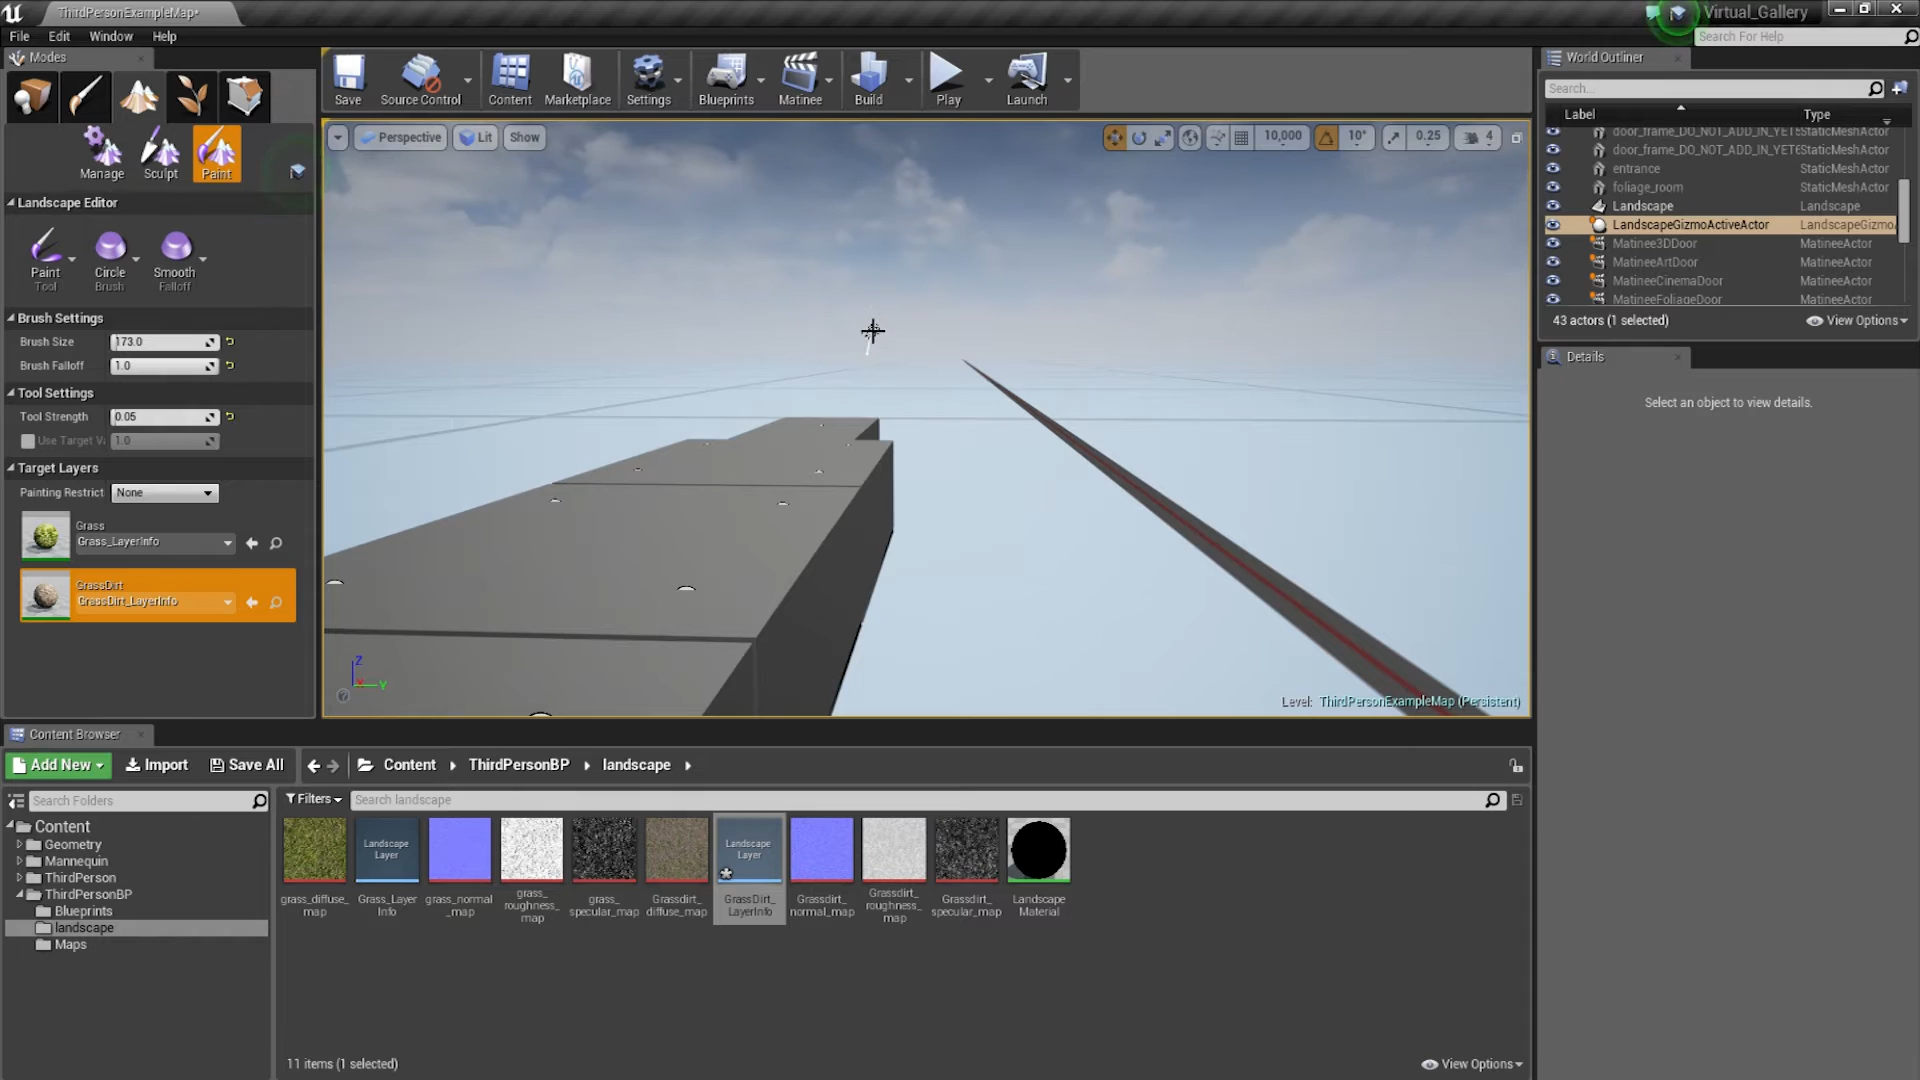 ThirdPersonExampleMap*
Virtual_Gallery
File Edit Window Help
Search For Help
Modes
Save Source Control Content Marketplace Settings Blueprints Matinee Build Play Launch
World Outliner
Search...
Label Type
Perspective Lit Show
10,000 10° 0.25 4
Manage Sculpt Paint
door_frame_DO_NOT_ADD_IN_YET StaticMeshActor
door_frame_DO_NOT_ADD_IN_YET StaticMeshActor
entrance StaticMeshActor
foliage_room StaticMeshActor
Landscape Landscape
LandscapeGizmoActiveActor LandscapeGizmo
Matinee3DDoor MatineeActor
MatineeArtDoor MatineeActor
MatineeCinemaDoor MatineeActor
MatineeFoliageDoor MatineeActor
43 actors (1 selected) View Options
Details
Select an object to view details.
Landscape Editor
Paint Circle Smooth
Tool Brush Falloff
Brush Settings
Brush Size 173.0
Brush Falloff 1.0
Tool Settings
Tool Strength 0.05
Use Target V 1.0
Target Layers
Painting Restrict None
Grass
Grass_LayerInfo
GrassDirt
GrassDirt_LayerInfo
Z
X Y
Level: ThirdPersonExampleMap (Persistent)
Content Browser
Add New Import Save All Content ThirdPersonBP landscape
Search Folders
Filters Search landscape
Content
Geometry
Mannequin
ThirdPerson
ThirdPersonBP
Blueprints
landscape
Maps
Landscape
Layer
Landscape
Layer
grass_diffuse_
map
Grass_Layer
Info
grass_normal
_map
grass_
roughness_
map
grass_
specular_map
Grassdirt_
diffuse_map
GrassDirt_
LayerInfo
Grassdirt_
normal_map
Grassdirt_
roughness_
map
Grassdirt_
specular_map
Landscape
Material
11 items (1 selected)
View Options